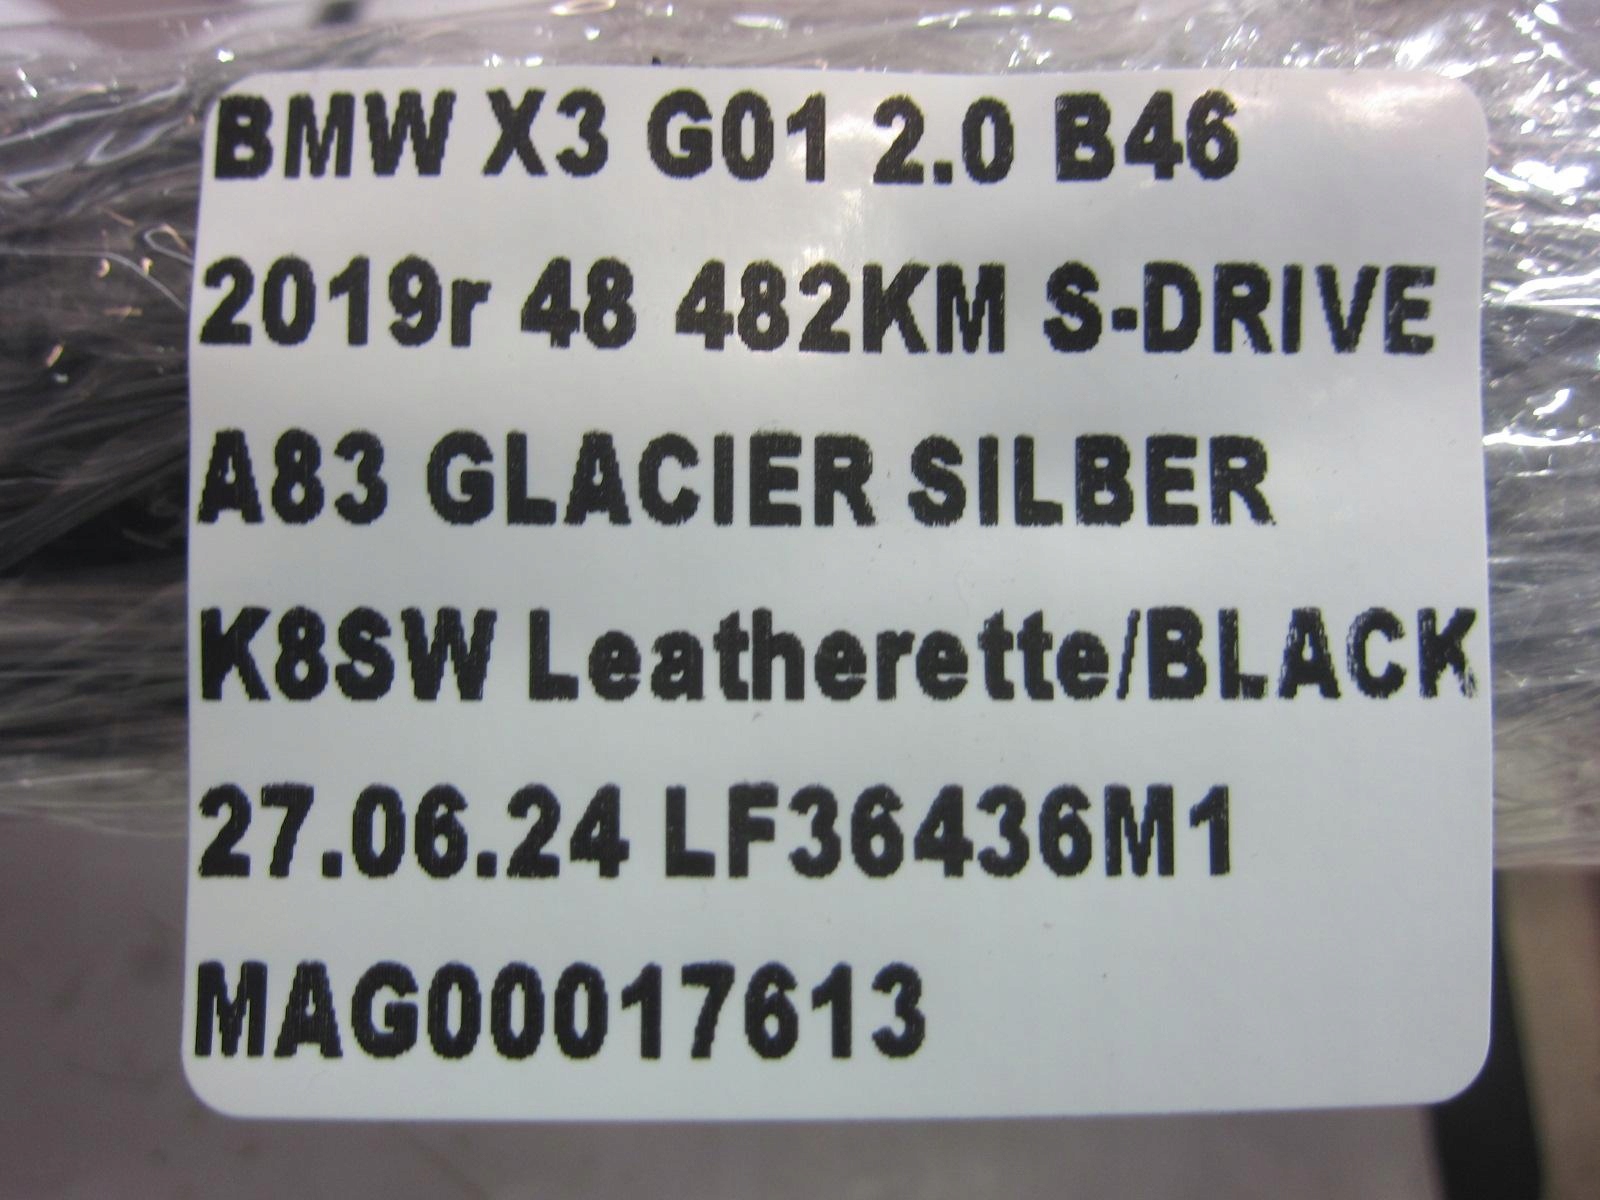 BMW X3 G01 2.0 B46
2019r 48 482KM S-DRIVE
A83 GLACIER SILBER
K8SW Leatherette/BLACK
27.06.24 LF36436M1
MAG00017613